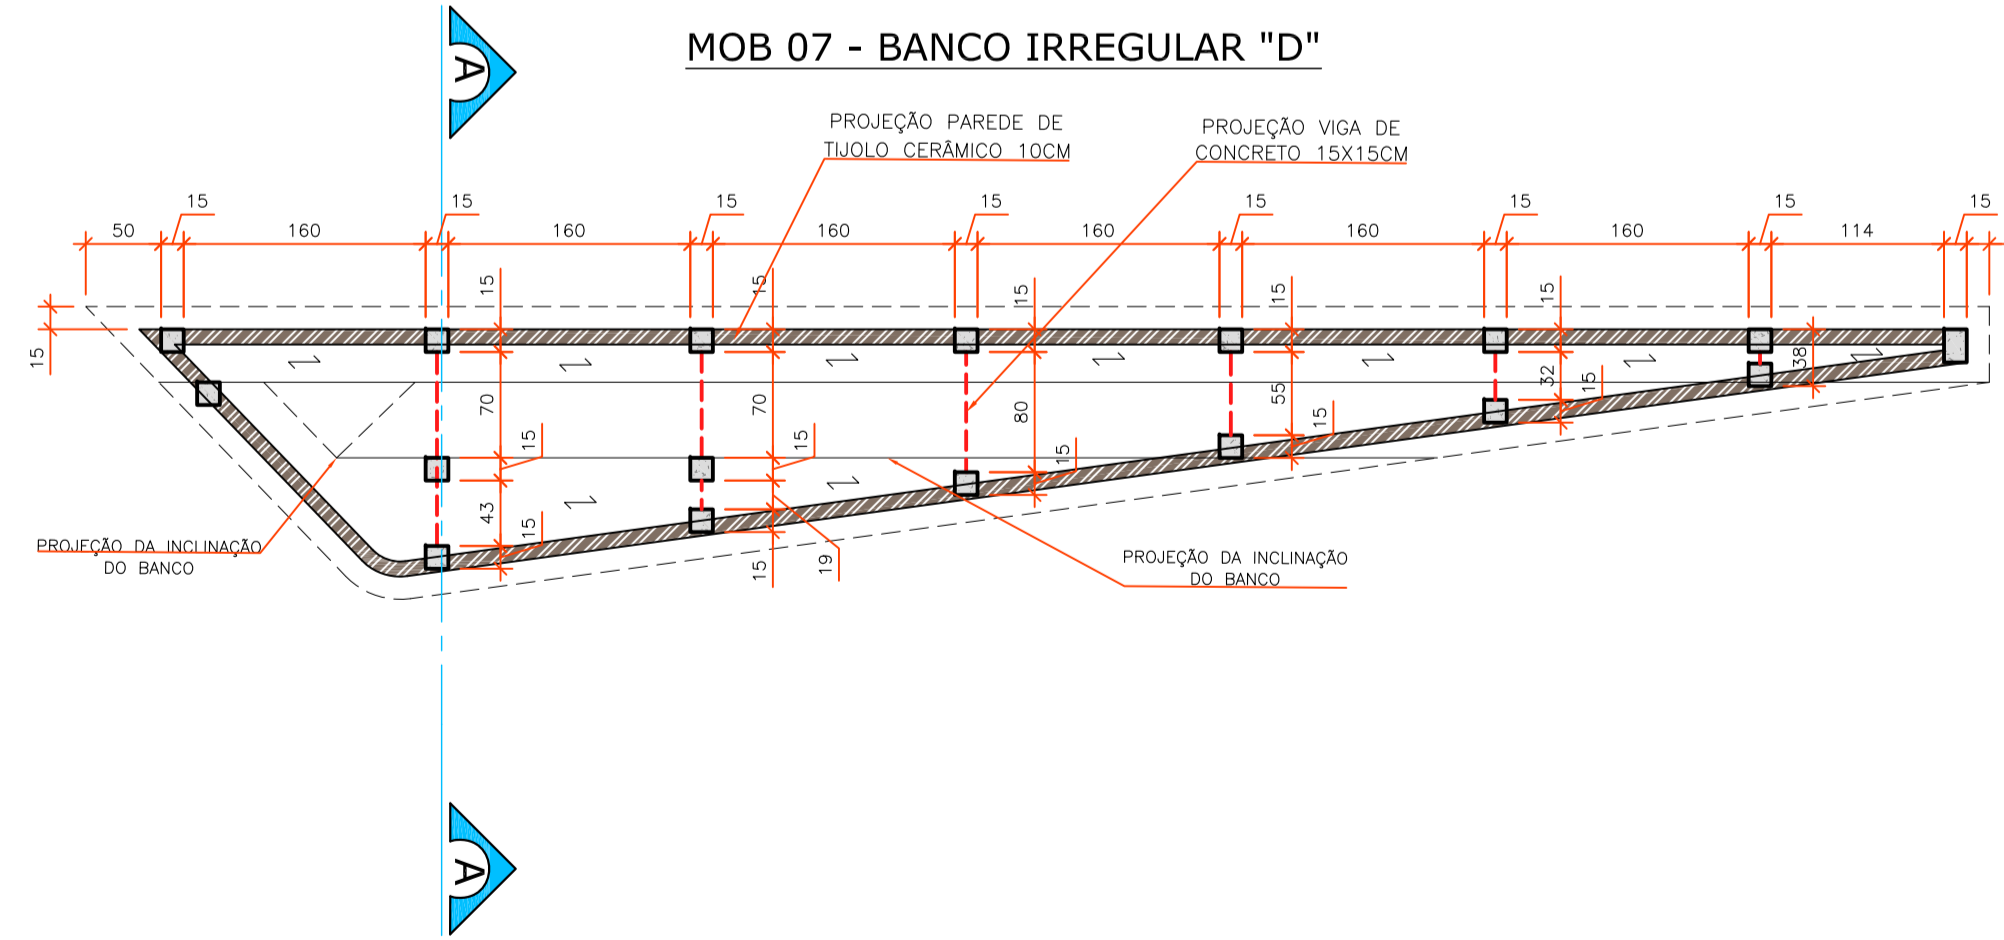 MOB 07 - BANCO IRREGULAR "D"
A
PROJEÇÃO PAREDE DE
TIJOLO CERÂMICO 10CM
PROJEÇÃO VIGA DE
CONCRETO 15X15CM
15 15 15 15 15 15 15 15
50 160 160 160 160 160 160 114
15 15 15 15 15
15
70 70 80 55 32 38
15 15 15 15 15
43 15 15 19
PROJEÇÃO DA INCLINAÇÃO
DO BANCO
PROJEÇÃO DA INCLINAÇÃO
DO BANCO
A